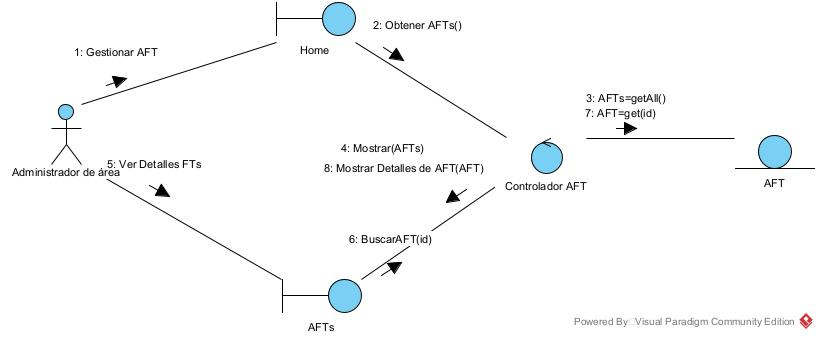 2: Obtener AFTs()
1: Gestionar AFT
Home
3: AFTs=getAll()
7: AFT=get(id)
4: Mostrar(AFTs)
5: Ver Detalles FTs
8: Mostrar Detalles de AFT(AFT)
Administrador de área
Controlador AFT
AFT
6: BuscarAFT(id)
AFTs
Powered By Visual Paradigm Community Edition